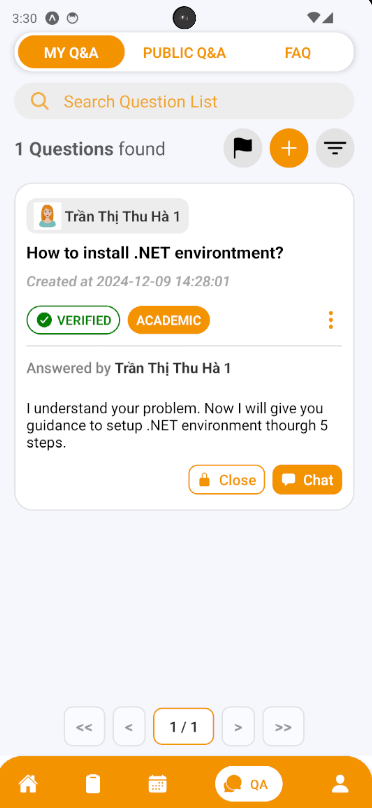 3:30
MY Q&A PUBLIC Q&A FAQ
Search Question List
1 Questions found
Trần Thị Thu Hà 1
How to install .NET environtment?
Created at 2024-12-09 14:28:01
VERIFIED ACADEMIC
Answered by Trần Thị Thu Hà 1
I understand your problem. Now I will give you
guidance to setup .NET environment thourgh 5
steps.
Close Chat
<< < 1 / 1 > >>
QA